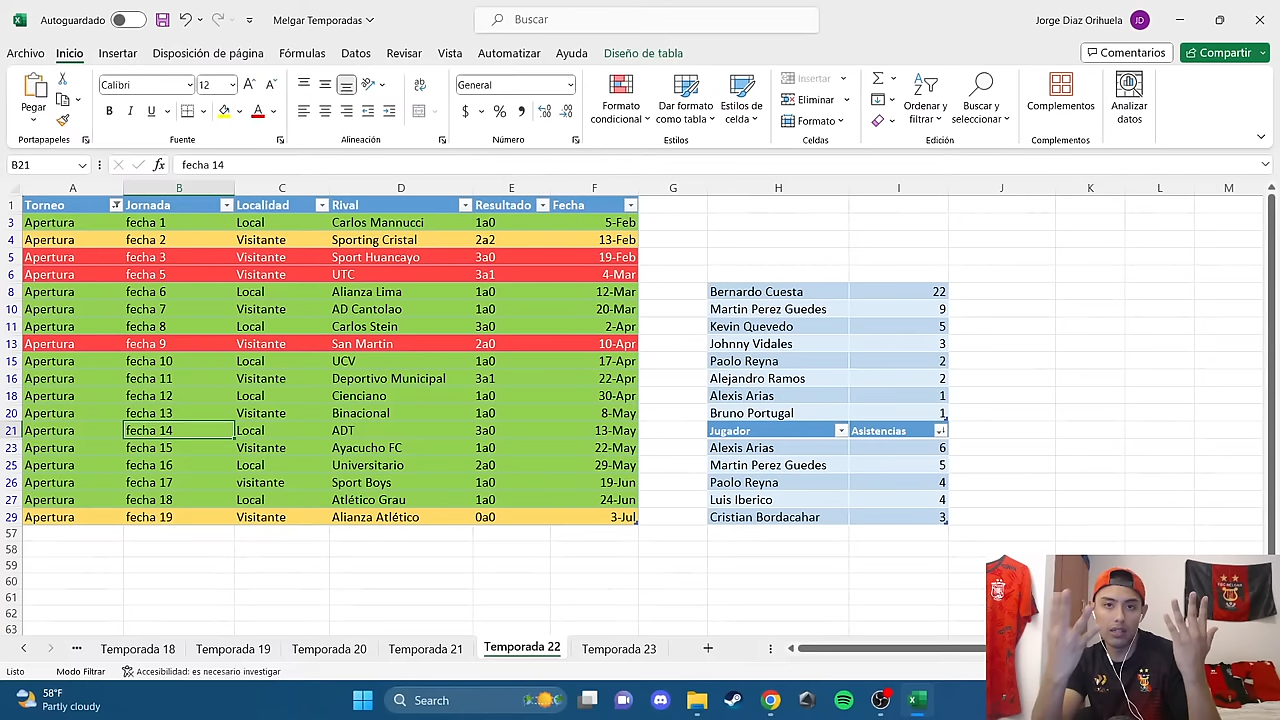 Autoguardado
Melgar Temporadas
Buscar
Jorge Diaz Orihuela
JD
Archivo Inicio Insertar Disposición de página Fórmulas Datos Revisar Vista Automatizar Ayuda Diseño de tabla
Comentarios
Compartir
Pegar
Portapapeles
Calibri
12
N K S
Fuente
Alineación
General
Número
Formato condicional
Dar formato como tabla
Estilos de celda
Estilos
Insertar
Eliminar
Formato
Celdas
Ordenar y filtrar
Buscar y seleccionar
Edición
Complementos
Complementos
Analizar datos
B21
fx
fecha 14
A B C D E F G H I J K L M
1 Torneo Jornada Localidad RIval Resultado Fecha
3 Apertura fecha 1 Local Carlos Mannucci 1a0 5-Feb
4 Apertura fecha 2 Visitante Sporting Cristal 2a2 13-Feb
5 Apertura fecha 3 Visitante Sport Huancayo 3a0 19-Feb
6 Apertura fecha 5 Visitante UTC 3a1 4-Mar
8 Apertura fecha 6 Local Alianza Lima 1a0 12-Mar Bernardo Cuesta 22
10 Apertura fecha 7 Visitante AD Cantolao 1a0 20-Mar Martin Perez Guedes 9
11 Apertura fecha 8 Local Carlos Stein 3a0 2-Apr Kevin Quevedo 5
13 Apertura fecha 9 Visitante San Martin 2a0 10-Apr Johnny Vidales 3
15 Apertura fecha 10 Local UCV 1a0 17-Apr Paolo Reyna 2
16 Apertura fecha 11 Visitante Deportivo Municipal 3a1 22-Apr Alejandro Ramos 2
18 Apertura fecha 12 Local Cienciano 1a0 30-Apr Alexis Arias 1
20 Apertura fecha 13 Visitante Binacional 1a0 8-May Bruno Portugal 1
21 Apertura fecha 14 Local ADT 3a0 13-May Jugador Asistencias
23 Apertura fecha 15 Visitante Ayacucho FC 1a0 22-May Alexis Arias 6
25 Apertura fecha 16 Local Universitario 2a0 29-May Martin Perez Guedes 5
26 Apertura fecha 17 visitante Sport Boys 1a0 19-Jun Paolo Reyna 4
27 Apertura fecha 18 Local Atlético Grau 1a0 24-Jun Luis Iberico 4
29 Apertura fecha 19 Visitante Alianza Atlético 0a0 3-Jul Cristian Bordacahar 3
57
58
59
60
61
62
63
Temporada 18 Temporada 19 Temporada 20 Temporada 21 Temporada 22 Temporada 23
Listo Modo Filtrar Accesibilidad: es necesario investigar
58°F
Partly cloudy
Search